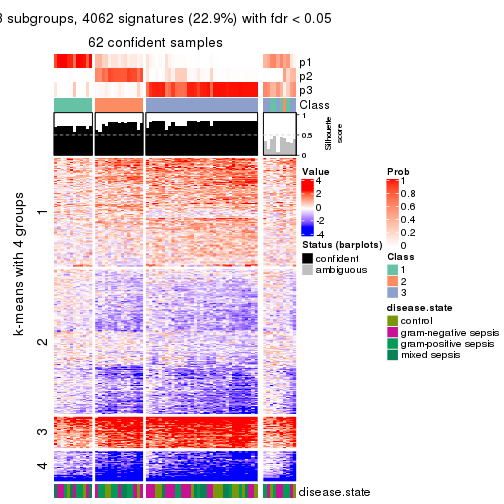 3 subgroups, 4062 signatures (22.9%) with fdr < 0.05
62 confident samples
p1
p2
p3
Class
1
0.5
0
Silhouette
score
k-means with 4 groups
1
2
3
4
disease.state
Value
4
2
0
-2
-4
Status (barplots)
confident
ambiguous
Prob
1
0.8
0.6
0.4
0.2
0
Class
1
2
3
disease.state
control
gram-negative sepsis
gram-positive sepsis
mixed sepsis